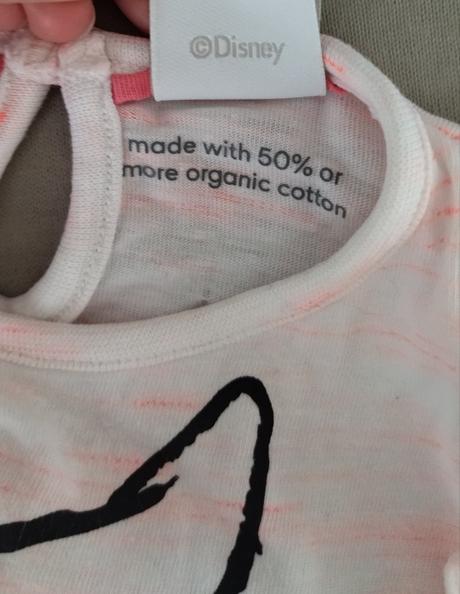 ©Disney
made with 50% or
more organic cotton